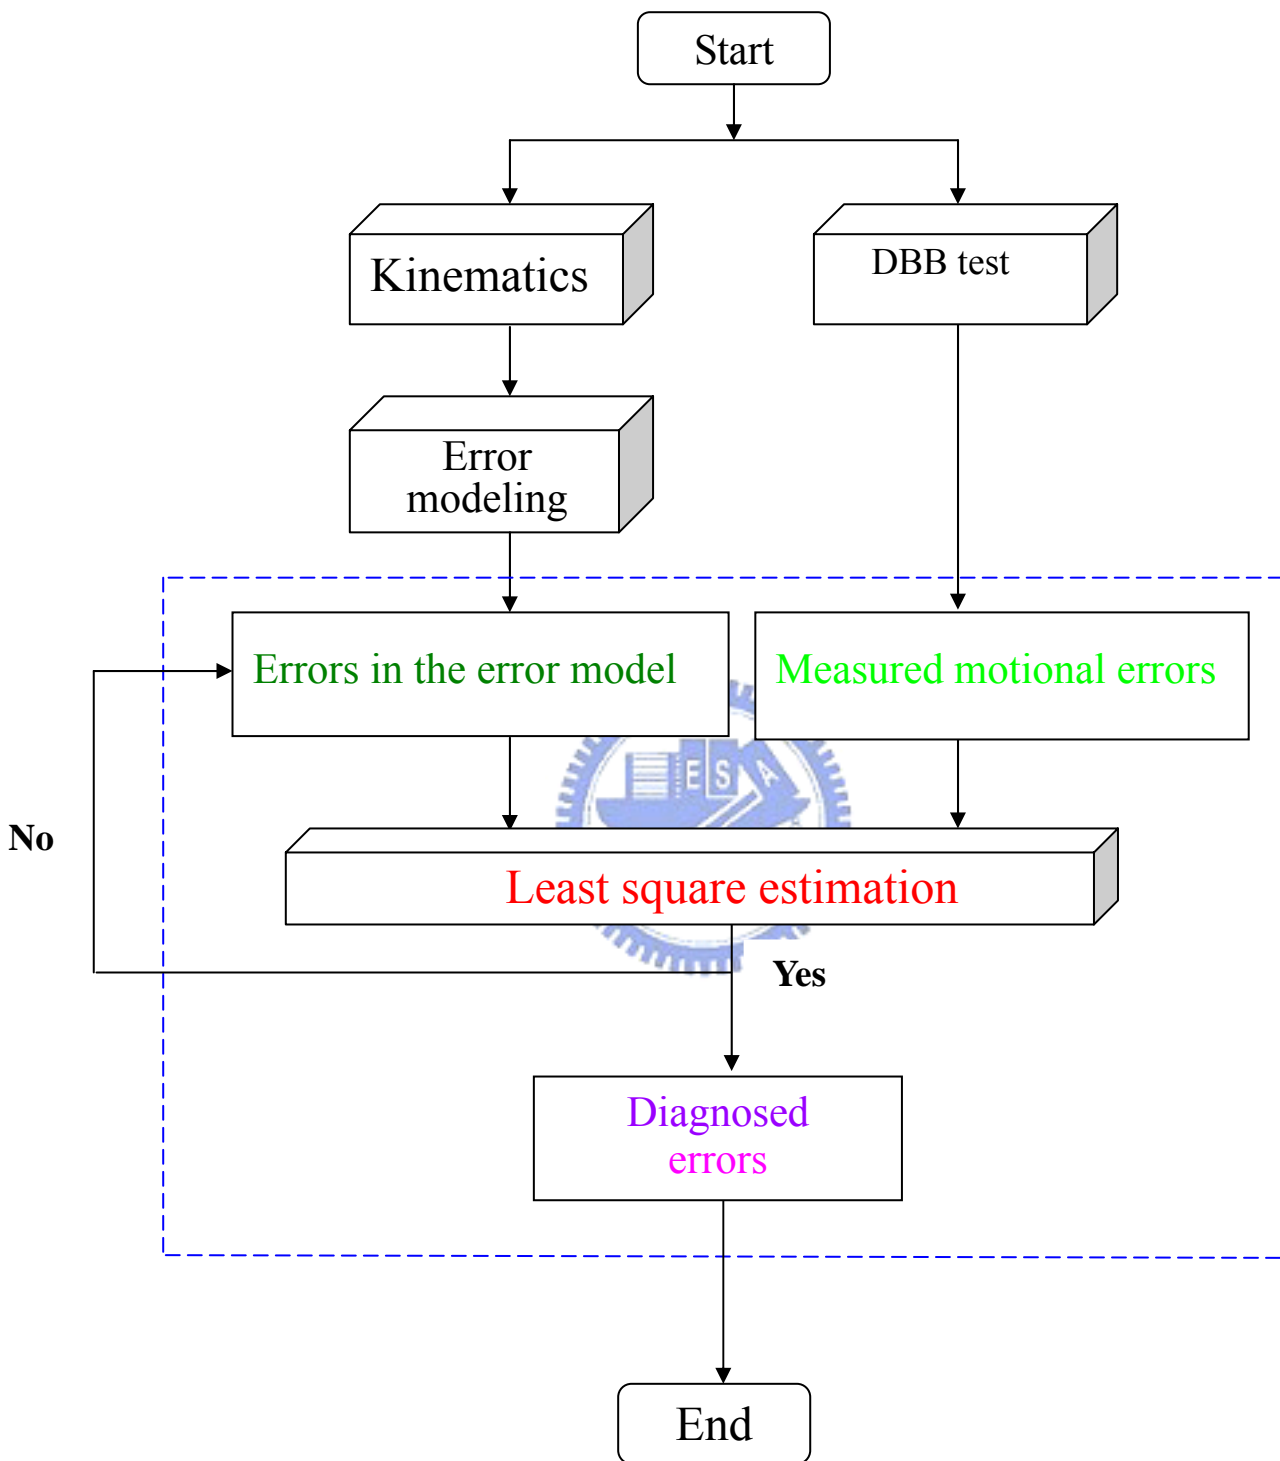 Start
Kinematics
DBB test
Error
modeling
Errors in the error model
Measured motional errors
E S A
No
Least square estimation
Yes
Diagnosed
errors
End